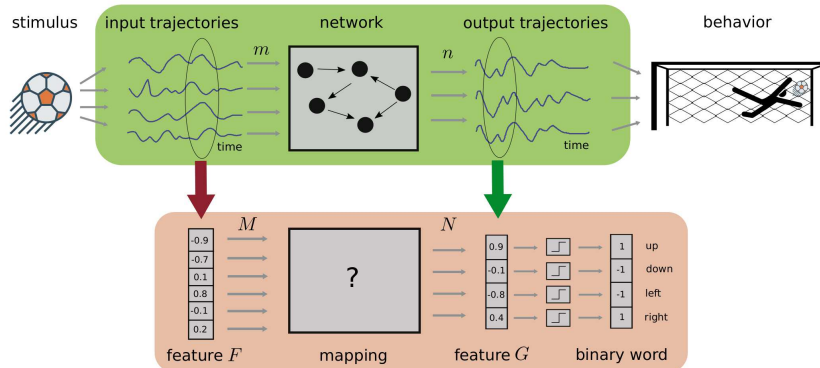 stimulus
input trajectories
network
output trajectories
behavior
m
n
time
time
M
N
-0.9
-0.7
0.1
0.8
-0.1
0.2
?
0.9
-0.1
-0.8
0.4
1
-1
-1
1
up
down
left
right
feature F
mapping
feature G
binary word